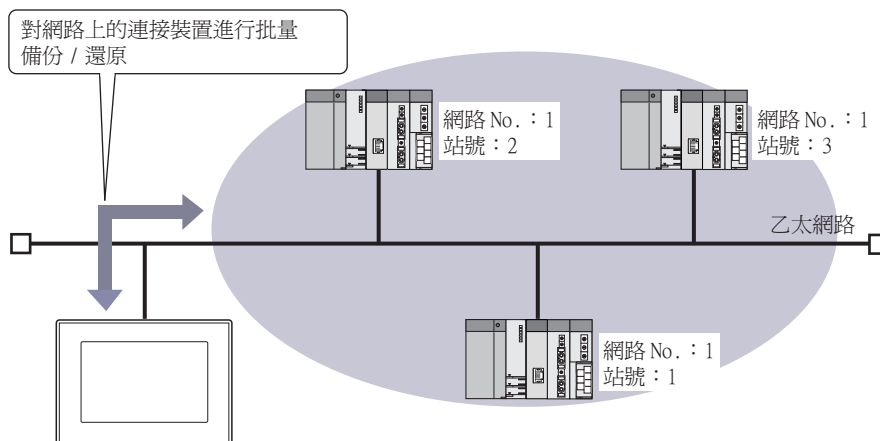 對網路上的連接裝置進行批量
備份 / 還原
網路 No.：1
站號：2
網路 No.：1
站號：3
乙太網路
網路 No.：1
站號：1